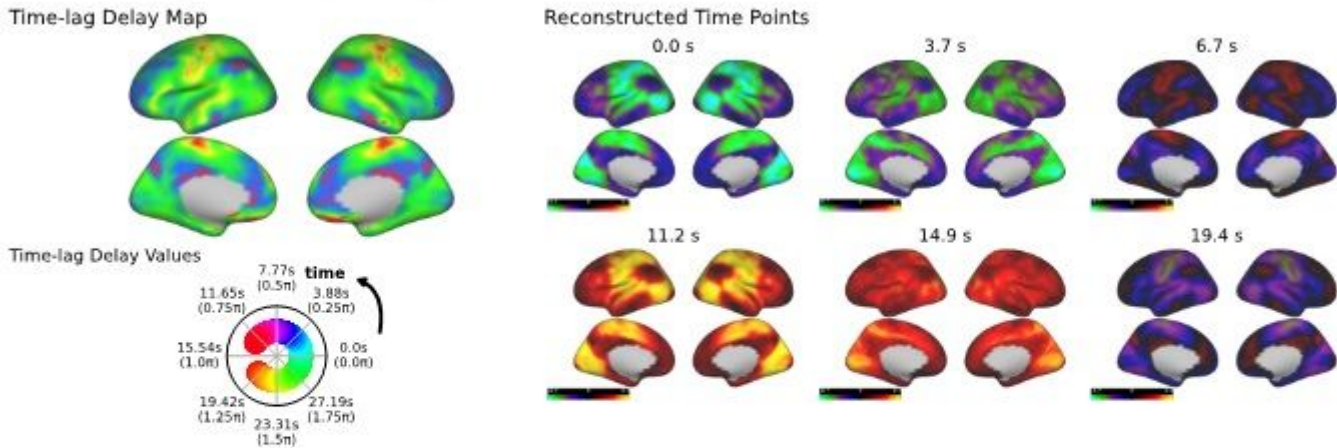 Time-lag Delay Map
Reconstructed Time Points
0.0 s
3.7 s
6.7 s
11.2 s
14.9 s
19.4 s
Time-lag Delay Values
7.77s
(0.5π)
time
11.65s
(0.75π)
3.88s
(0.25π)
15.54s
(1.0π)
0.0s
(0.0π)
19.42s
(1.25π)
27.19s
(1.75π)
23.31s
(1.5π)